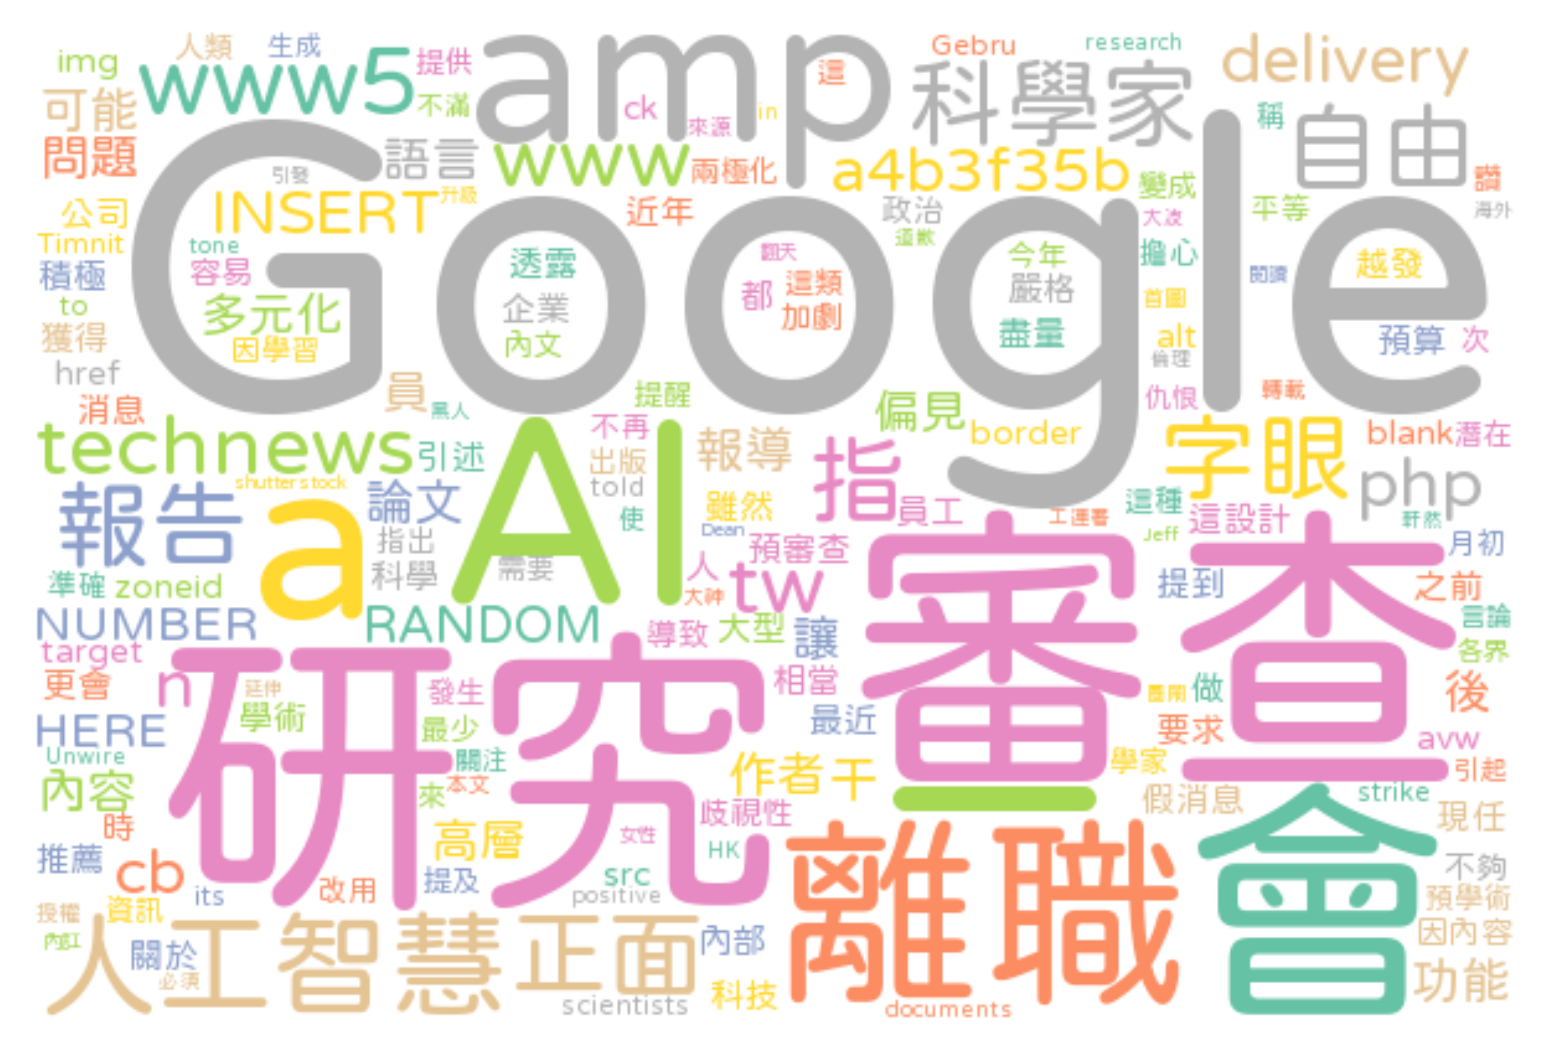 img
人類
生成
www5
提供
amp
Gebru
research
delivery
可能
不滿
ck
來源
in
這
科學家
稱
自由
問題
語言
www
兩極化
a4b3f35b
變成
讚
引發
INSERT
升級
近年
政治
道歉
大波
平等
海外
公司
Timnit
Google
tone
容易
積極
透露
翻天
都
這類
加劇
今年
嚴格
擔心
閱讀
越發
to
多元化
企業
首圖
獲得
因學習
內文
盡量
alt
倫理
預算
次
href
員
黑人
提醒
偏見
仇恨
轉載
消息
technews
引述
AI
不再
報導
指
border
字眼
blank
潛在
shutterstock
出版
told
php
報告
a
論文
使
雖然
員工
工運署
這種
這設計
軒然
指出
Dean
預審查
Jeff
月初
準確
zoneid
科學
需要
人
大神
tw
審查
提到
之前
NUMBER
RANDOM
導致
大型
讓
言論
target
更會
n
研究
發生
相當
各界
延伸
學術
最少
最近
做
後
HERE
要求
avw
Unwire
關注
內容
來
本文
作者
干
學家
引起
時
高層
女性
歧視性
一
假消息
會
strike
現任
推薦
cb
its
改用
提及
src
HK
離職
不夠
授權
資訊
positive
預學術
人工智慧
正面
內部
因內容
關於
必須
scientists
科技
documents
功能